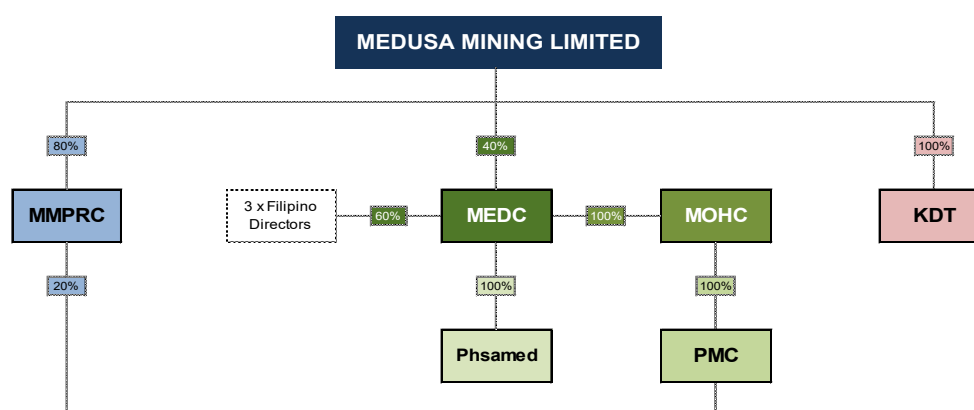 MEDUSA MINING LIMITED
80%
40%
100%
MMPRC
3 x Filipino
Directors
60%
MEDC
100%
MOHC
KDT
20%
100%
100%
Phsamed
PMC